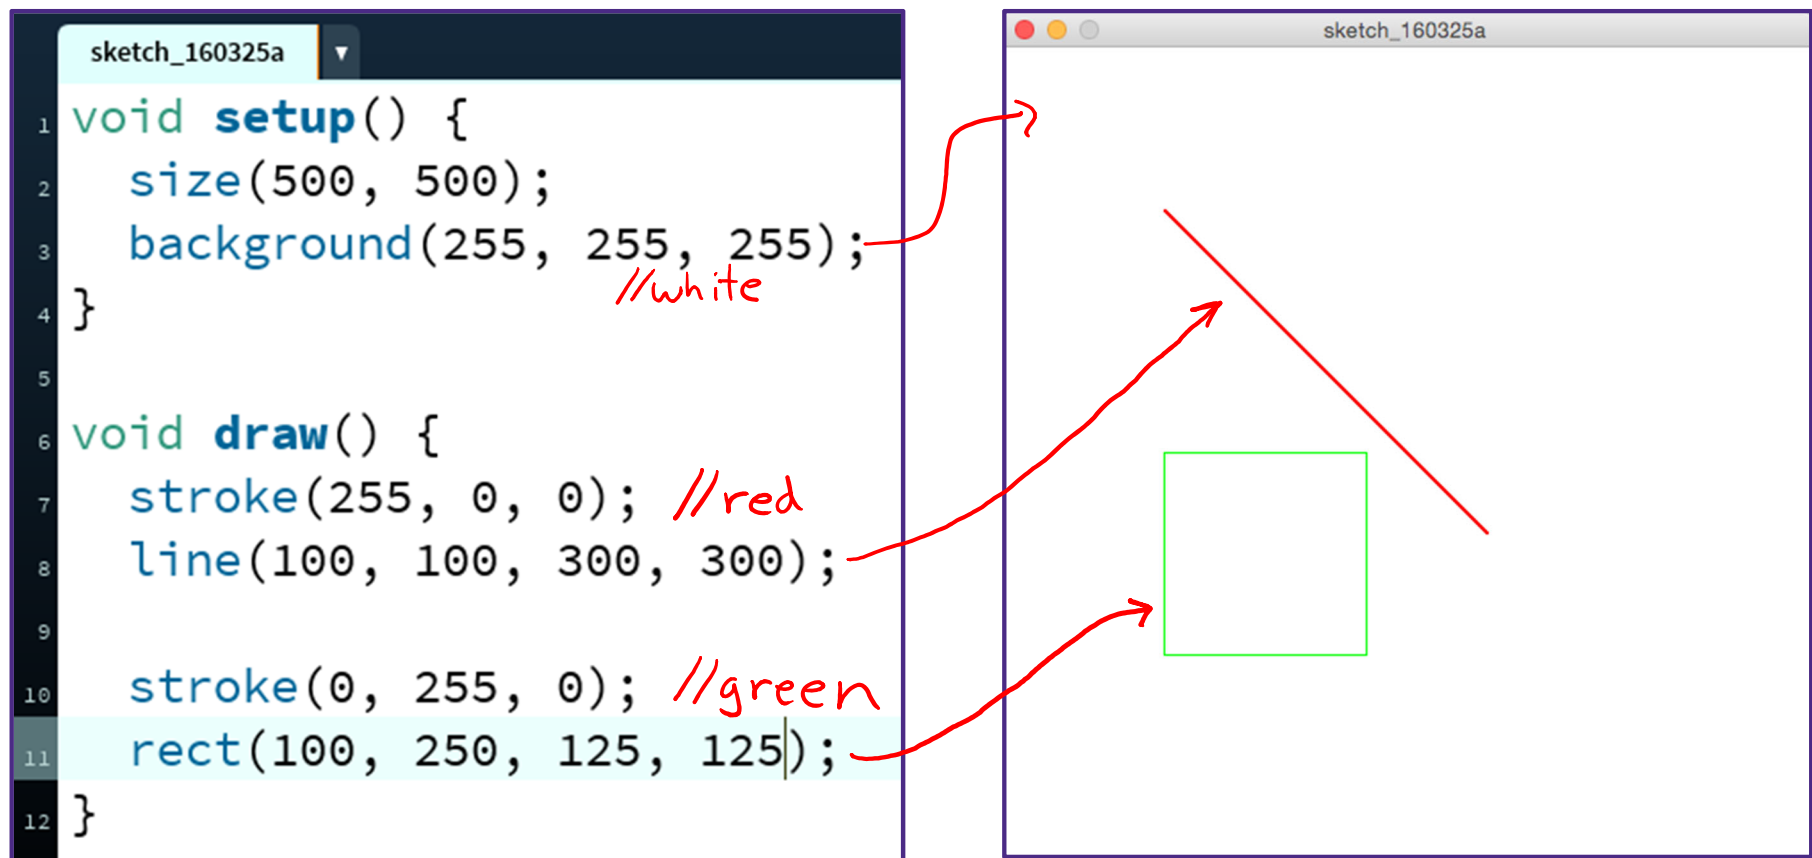 sketch_160325a ▼
1 void setup() {
2 size(500, 500);
3 background(255, 255, 255);
//white
4 }
5
6 void draw() {
7 stroke(255, 0, 0); //red
8 line(100, 100, 300, 300);
9
10 stroke(0, 255, 0); //green
11 rect(100, 250, 125, 125);
12 }
sketch_160325a